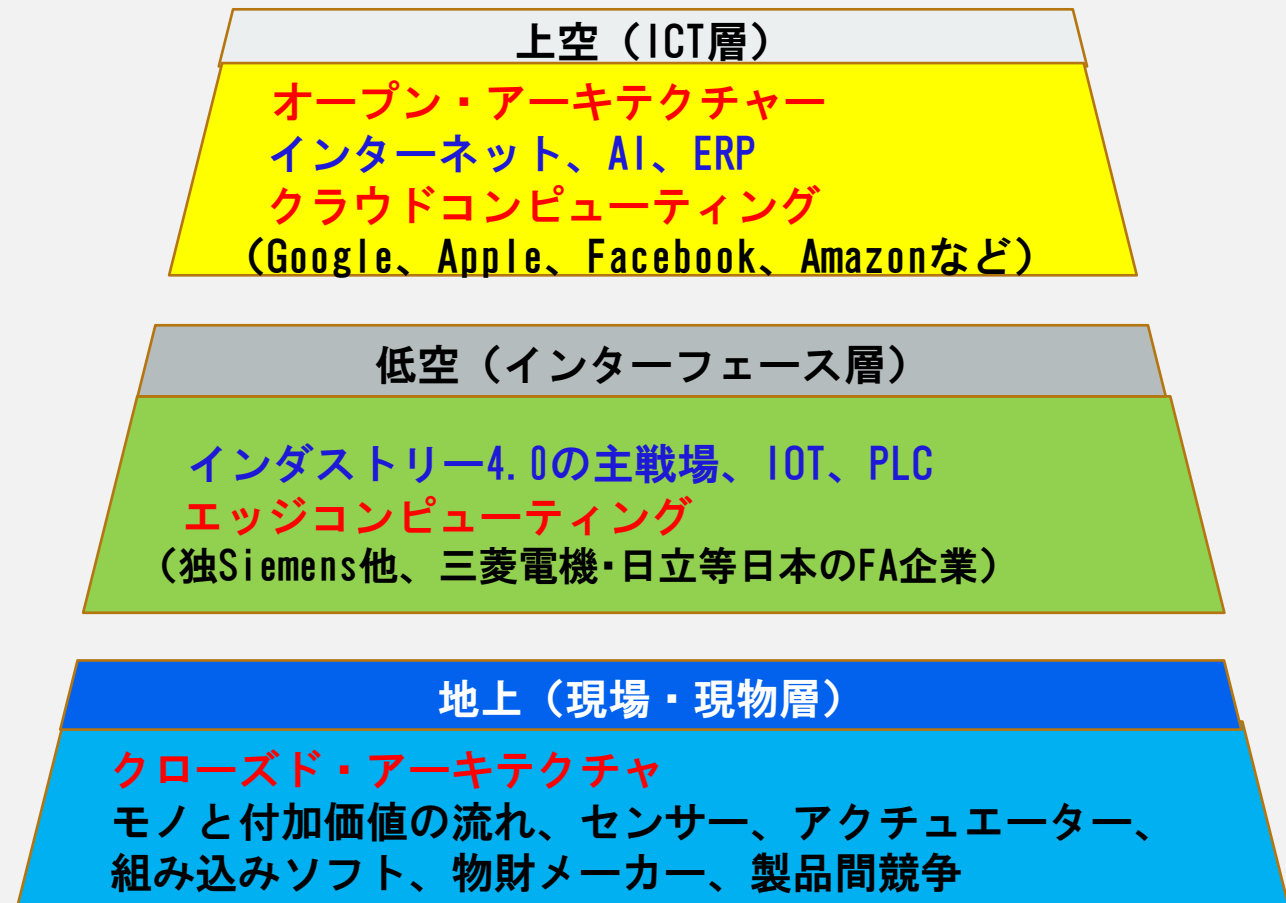 上空（ICT層）
オープン・アーキテクチャー
インターネット、AI、ERP
クラウドコンピューティング
（Google、Apple、Facebook、Amazonなど）
低空（インターフェース層）
インダストリー4.0の主戦場、IOT、PLC
エッジコンピューティング
（独Siemens他、三菱電機・日立等日本のFA企業）
地上（現場・現物層）
クローズド・アーキテクチャ
モノと付加価値の流れ、センサー、アクチュエーター、
組み込みソフト、物財メーカー、製品間競争